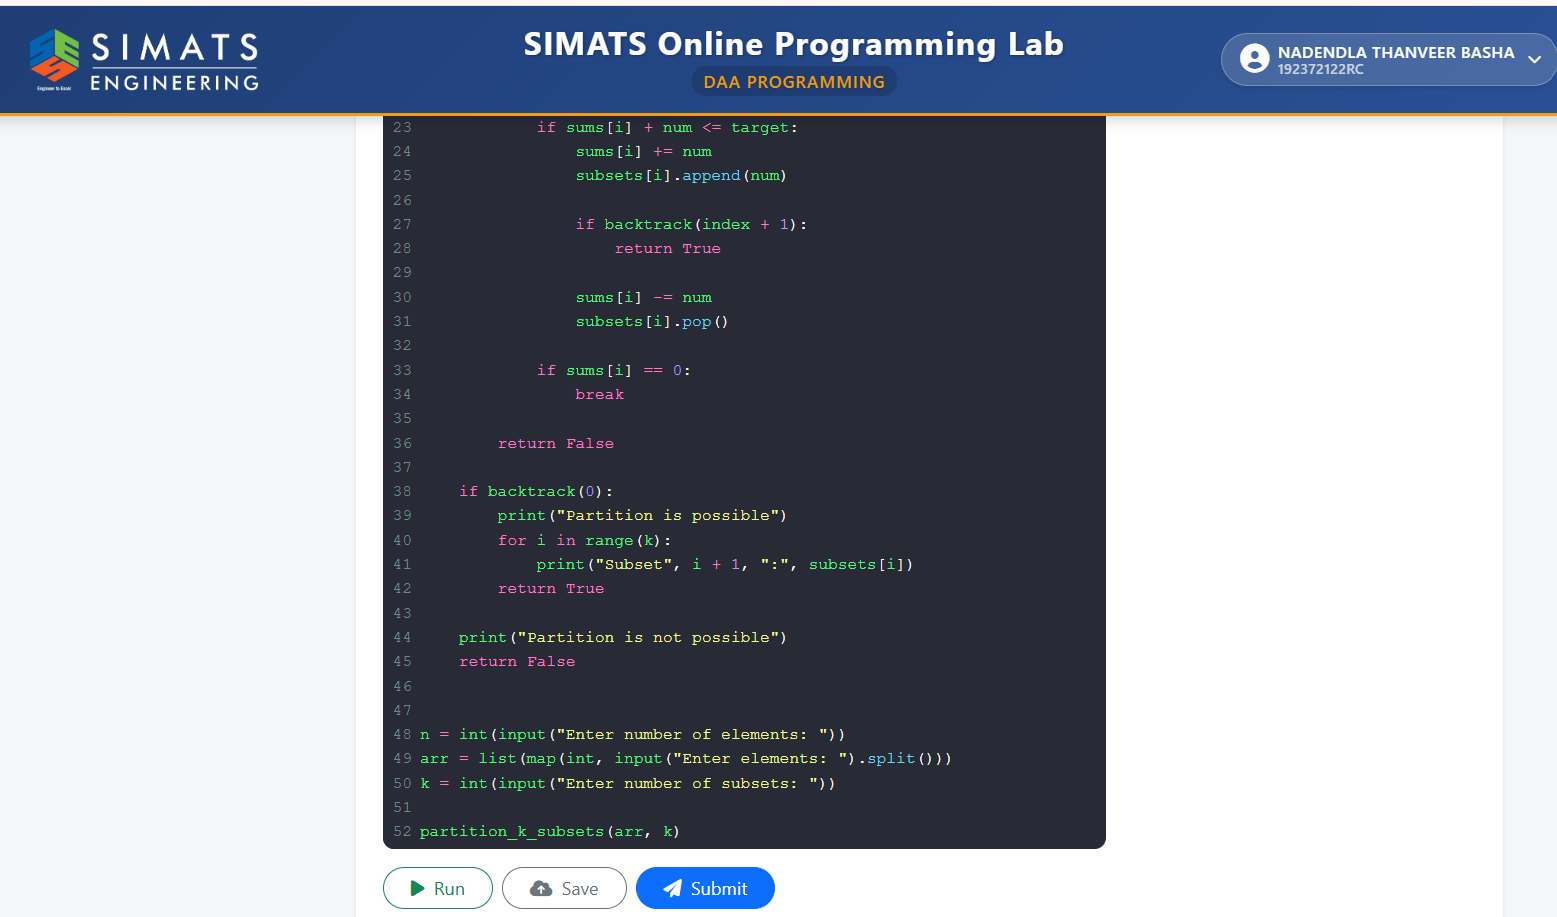 SIMATS
ENGINEERING
Engineer to Excel
SIMATS Online Programming Lab
DAA PROGRAMMING
NADENDLA THANVEER BASHA
192372122RC
23             if sums[i] + num <= target:
24                 sums[i] += num
25                 subsets[i].append(num)
26
27                 if backtrack(index + 1):
28                     return True
29
30                 sums[i] -= num
31                 subsets[i].pop()
32
33             if sums[i] == 0:
34                 break
35
36         return False
37
38     if backtrack(0):
39         print("Partition is possible")
40         for i in range(k):
41             print("Subset", i + 1, ":", subsets[i])
42         return True
43
44     print("Partition is not possible")
45     return False
46
47
48 n = int(input("Enter number of elements: "))
49 arr = list(map(int, input("Enter elements: ").split()))
50 k = int(input("Enter number of subsets: "))
51
52 partition_k_subsets(arr, k)
Run
Save
Submit